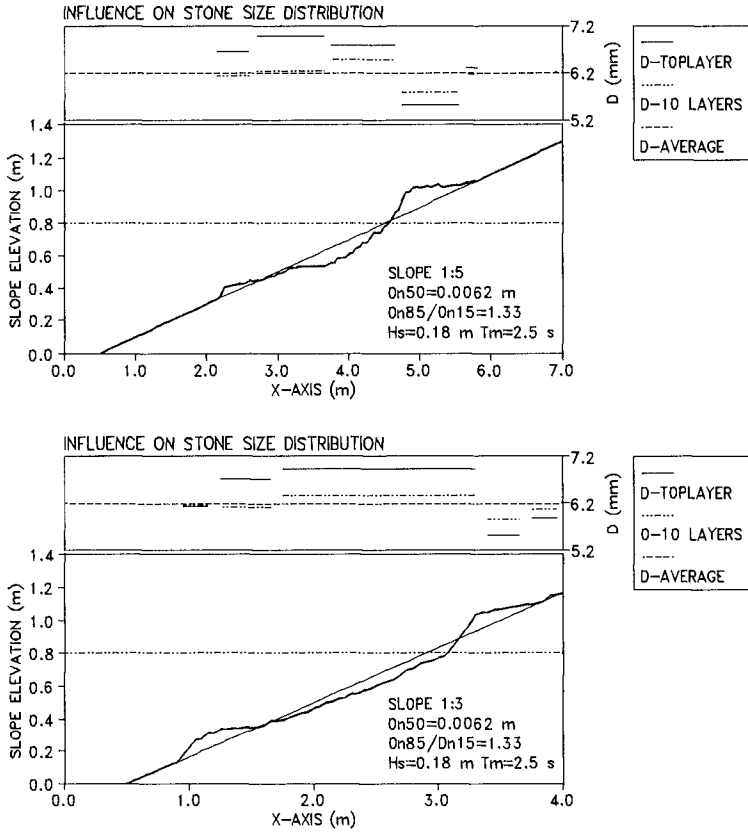 INFLUENCE ON STONE SIZE DISTRIBUTION
7.2
6.2
5.2
D (mm)
D-TOPLAYER
D-10 LAYERS
D-AVERAGE
1.4
1.2
1.0
0.8
0.6
0.4
0.2
0.0
SLOPE ELEVATION (m)
SLOPE 1:5
0n50=0.0062 m
0n85/0n15=1.33
Hs=0.18 m Tm=2.5 s
0.0 1.0 2.0 3.0 4.0 5.0 6.0 7.0
X-AXIS (m)
INFLUENCE ON STONE SIZE DISTRIBUTION
7.2
6.2
5.2
D (mm)
D-TOPLAYER
0-10 LAYERS
D-AVERAGE
1.4
1.2
1.0
0.8
0.6
0.4
0.2
0.0
SLOPE ELEVATION (m)
SLOPE 1:3
0n50=0.0062 m
0n85/Dn15=1.33
Hs=0.18 m Tm=2.5 s
0.0 1.0 2.0 3.0 4.0
X-AXIS (m)